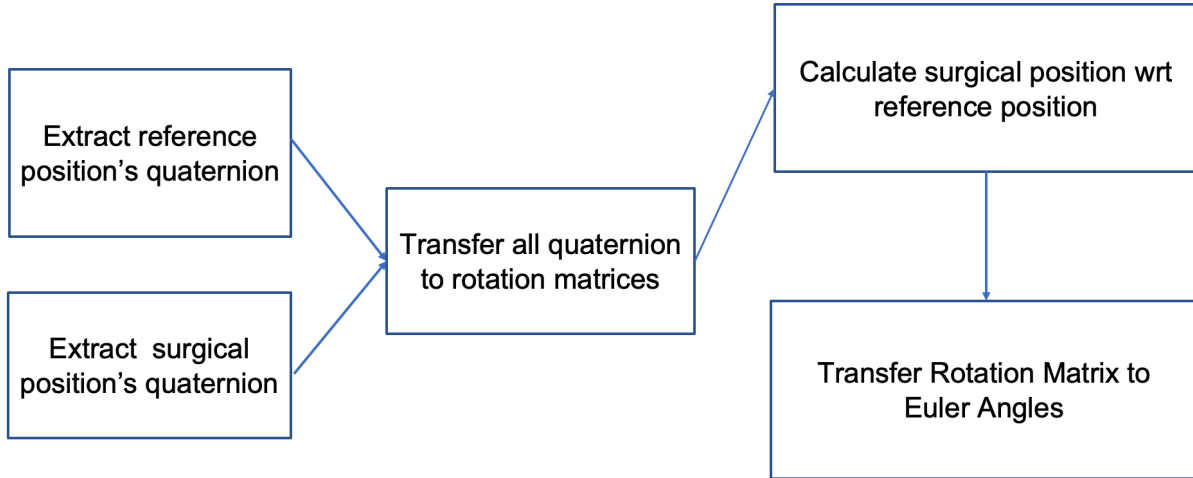 Extract reference
position’s quaternion
Extract  surgical
position’s quaternion
Transfer all quaternion
to rotation matrices
Calculate surgical position wrt
reference position
Transfer Rotation Matrix to
Euler Angles